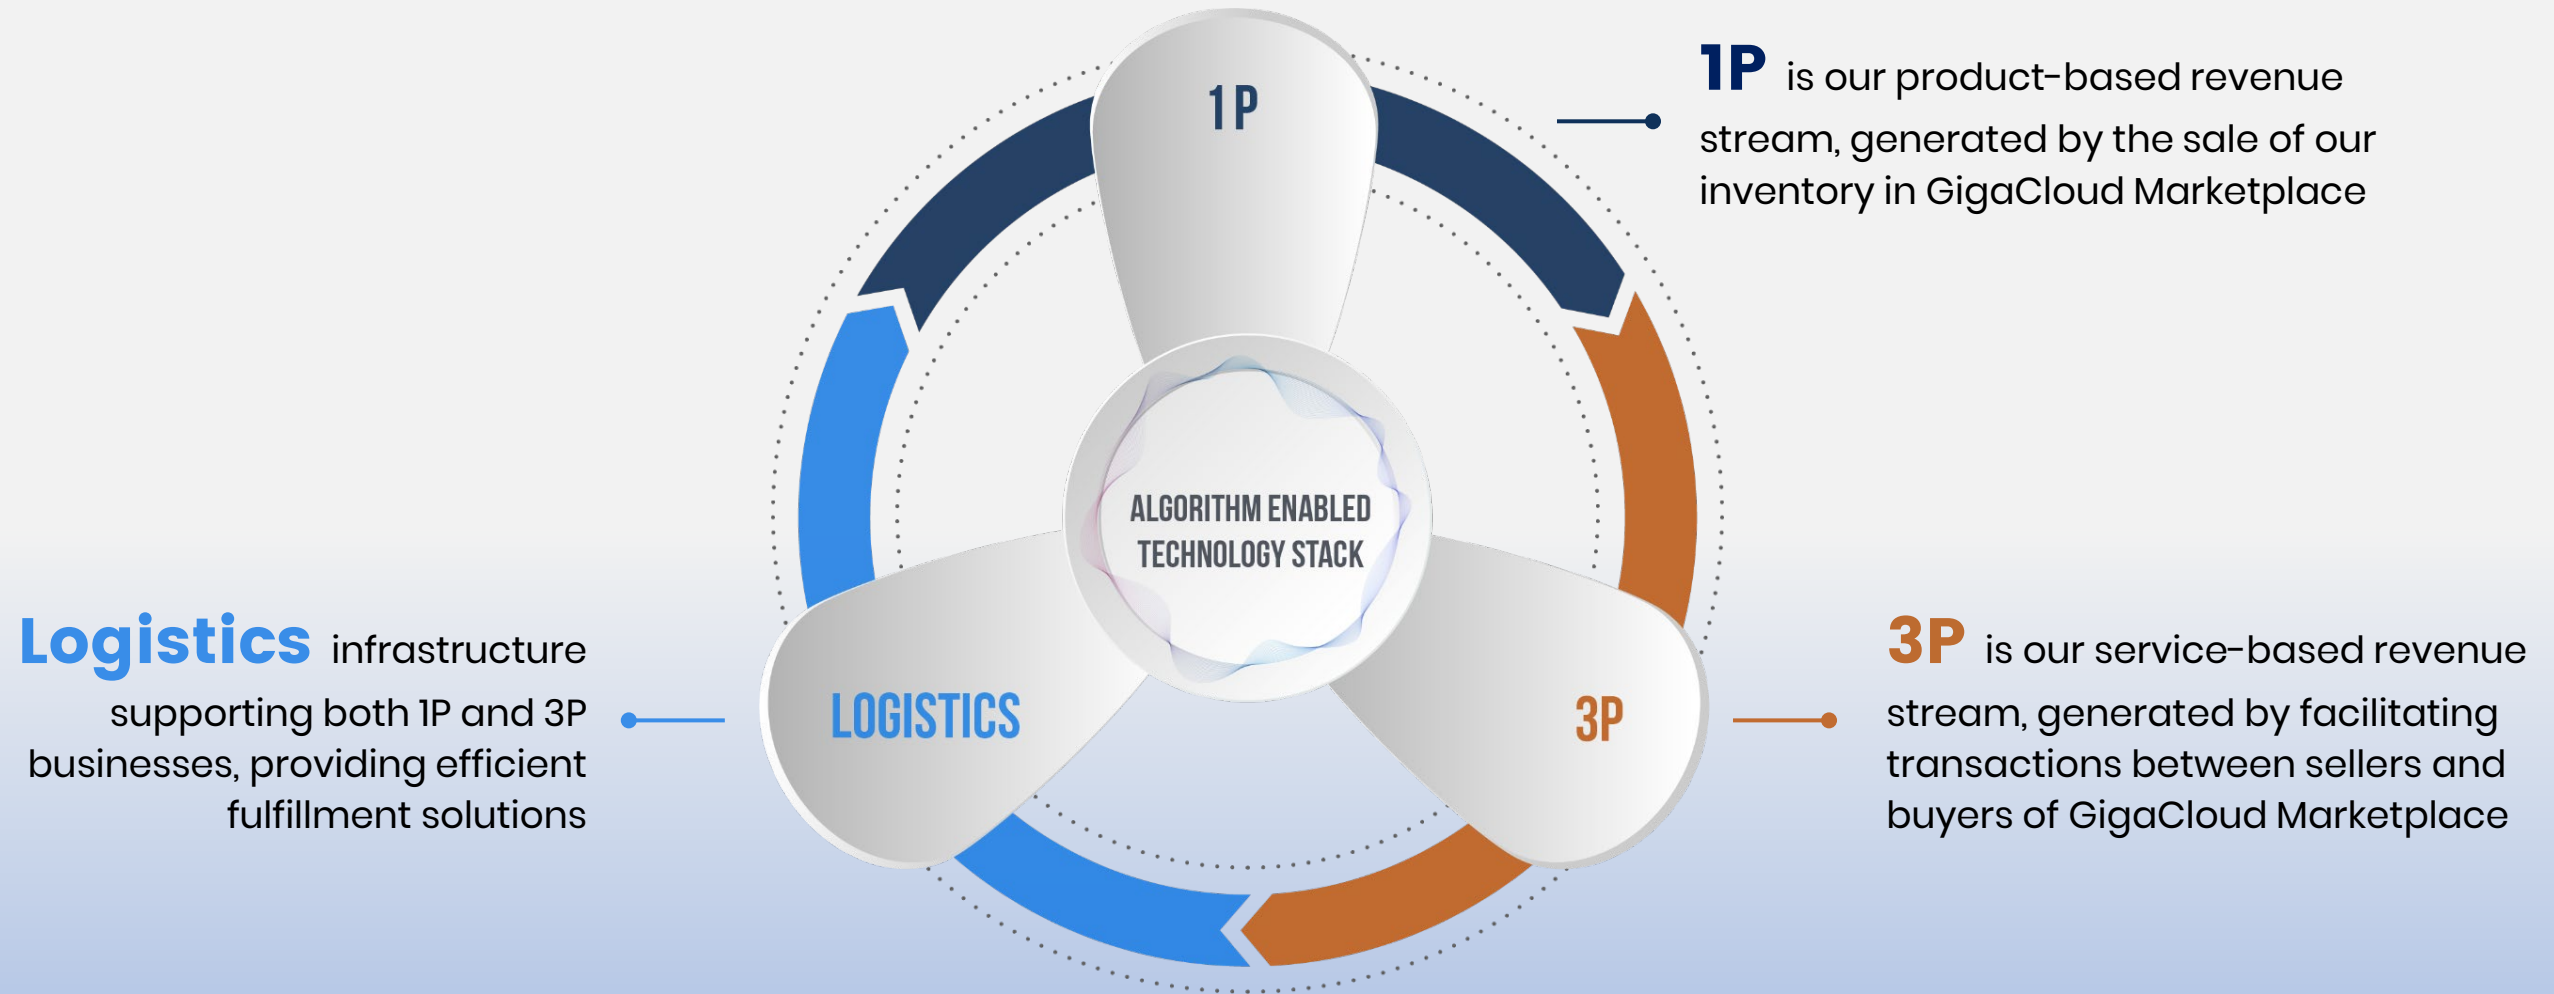 1P
1P is our product-based revenue
stream, generated by the sale of our
inventory in GigaCloud Marketplace
ALGORITHM ENABLED
TECHNOLOGY STACK
Logistics infrastructure
supporting both 1P and 3P
businesses, providing efficient
fulfillment solutions
LOGISTICS
3P
3P is our service-based revenue
stream, generated by facilitating
transactions between sellers and
buyers of GigaCloud Marketplace